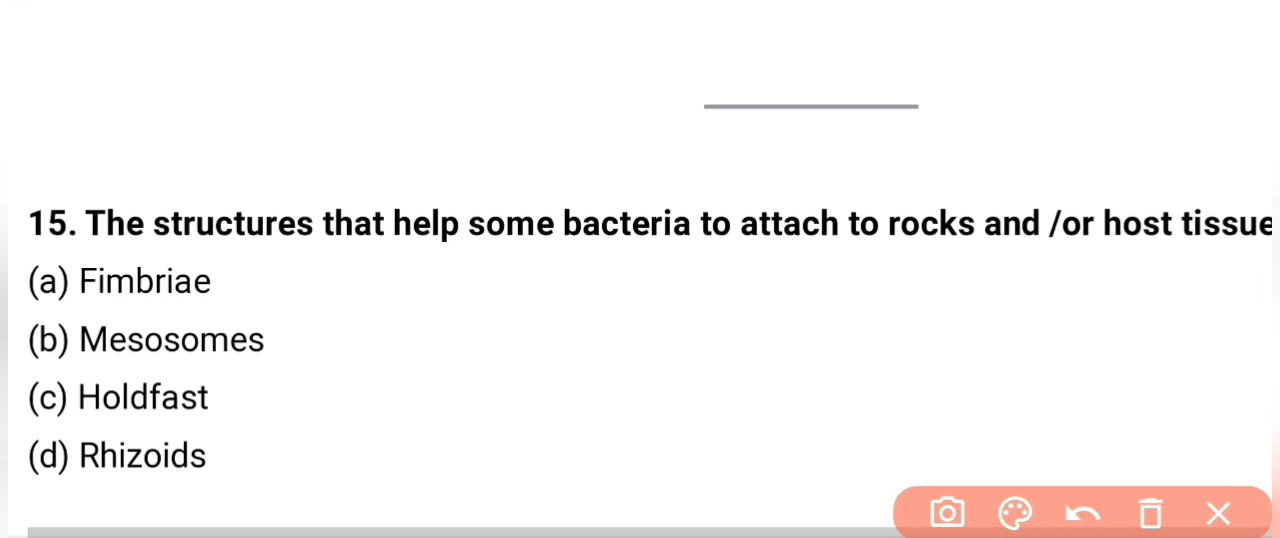 15. The structures that help some bacteria to attach to rocks and /or host tissue
(a) Fimbriae
(b) Mesosomes
(c) Holdfast
(d) Rhizoids